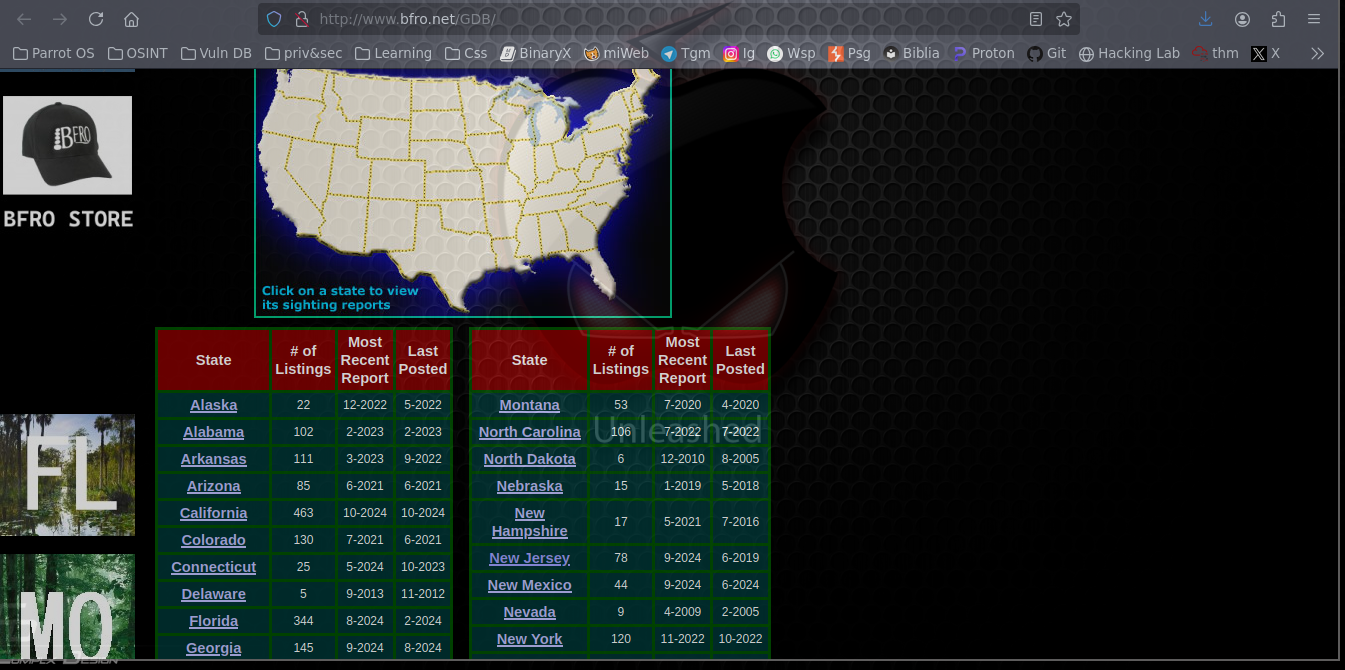 http://www.bfro.net/GDB/
Parrot OS OSINT Vuln DB priv&sec Learning Css BinaryX miWeb Tgm Ig Wsp Psg Biblia Proton Git Hacking Lab thm X
BFRO
BFRO STORE
FL
MO
Click on a state to view
its sighting reports
Unleashed
State # of Listings Most Recent Report Last Posted
Alaska 22 12-2022 5-2022
Alabama 102 2-2023 2-2023
Arkansas 111 3-2023 9-2022
Arizona 85 6-2021 6-2021
California 463 10-2024 10-2024
Colorado 130 7-2021 6-2021
Connecticut 25 5-2024 10-2023
Delaware 5 9-2013 11-2012
Florida 344 8-2024 2-2024
Georgia 145 9-2024 8-2024
State # of Listings Most Recent Report Last Posted
Montana 53 7-2020 4-2020
North Carolina 106 7-2022 7-2022
North Dakota 6 12-2010 8-2005
Nebraska 15 1-2019 5-2018
New Hampshire 17 5-2021 7-2016
New Jersey 78 9-2024 6-2019
New Mexico 44 9-2024 6-2024
Nevada 9 4-2009 2-2005
New York 120 11-2022 10-2022